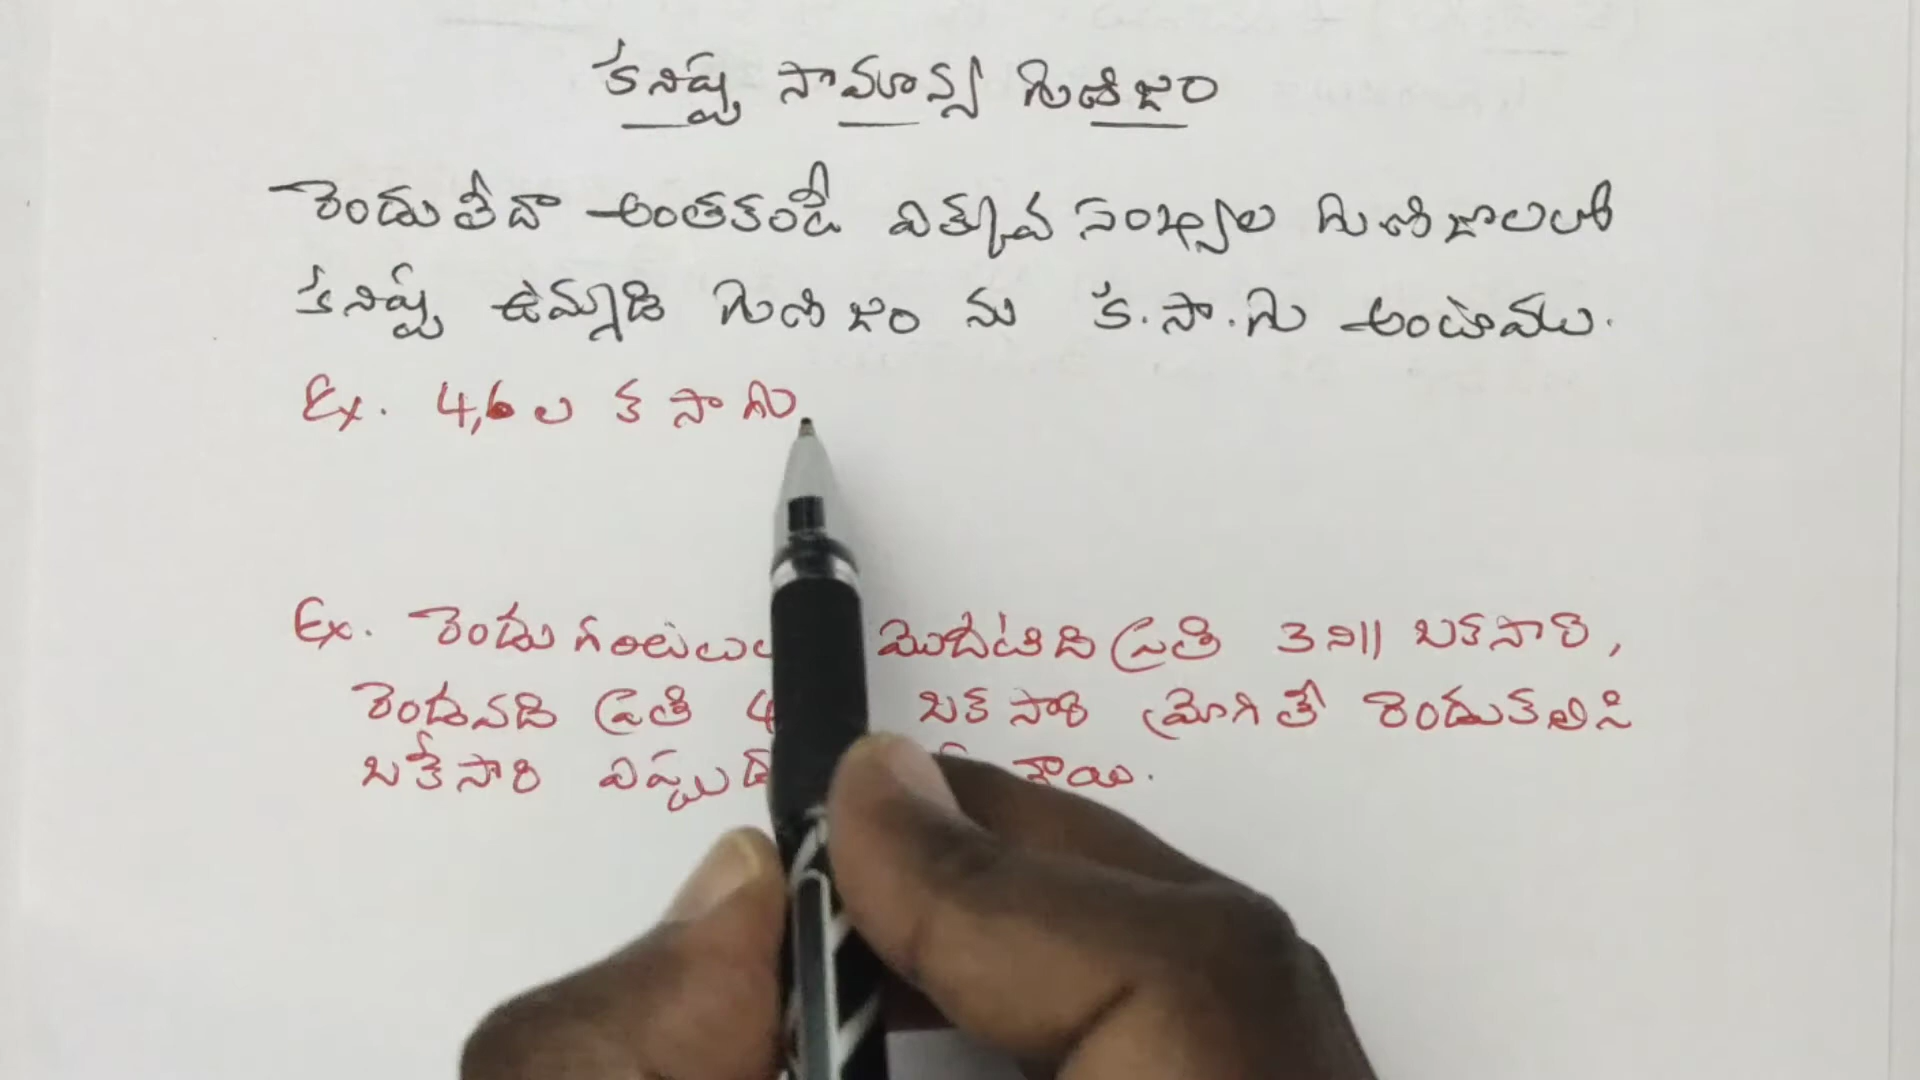 కనిష్ఠ సామాన్య గుణిజం
రెండు లేదా అంతకంటే ఎక్కువ సంఖ్యల గుణిజాలలో
కనిష్ఠ ఉమ్మడి గుణిజం ను క.సా.గు అంటాము.
Ex. 4,6 ల క సా గు
Ex. రెండు గంటలు మొదటిది ప్రతి 3 ని|| ఒకసారి,
రెండవది ప్రతి 4 ఒకసారి మ్రోగితే రెండు కలిసి
ఒకేసారి